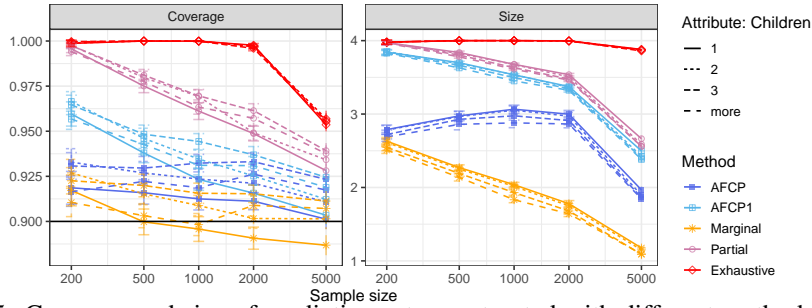 Coverage
Size
1.000
0.975
0.950
0.925
0.900
4
3
2
1
200 500 1000 2000 5000
200 500 1000 2000 5000
Sample size
Attribute: Children
1
2
3
more
Method
AFCP
AFCP1
Marginal
Partial
Exhaustive